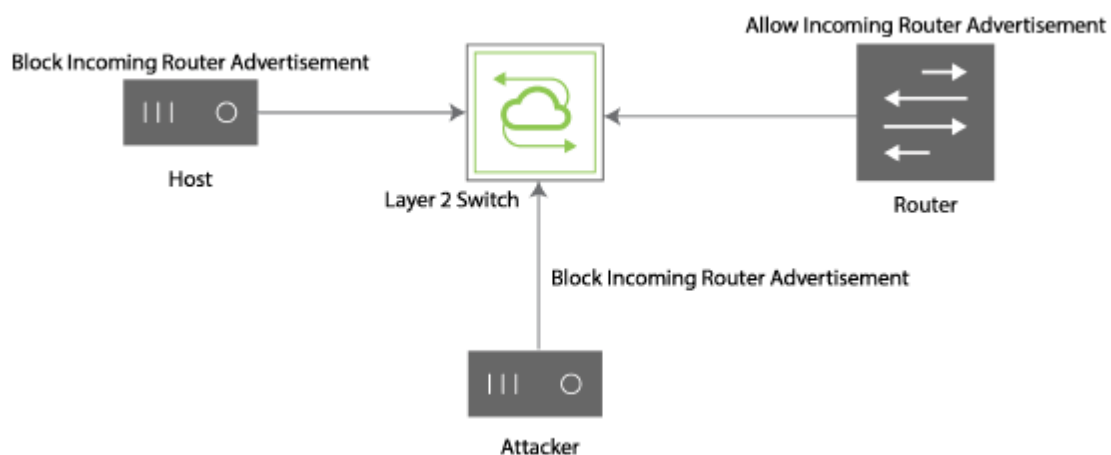 Allow Incoming Router Advertisement
Block Incoming Router Advertisement
Host
Layer 2 Switch
Router
Block Incoming Router Advertisement
Attacker